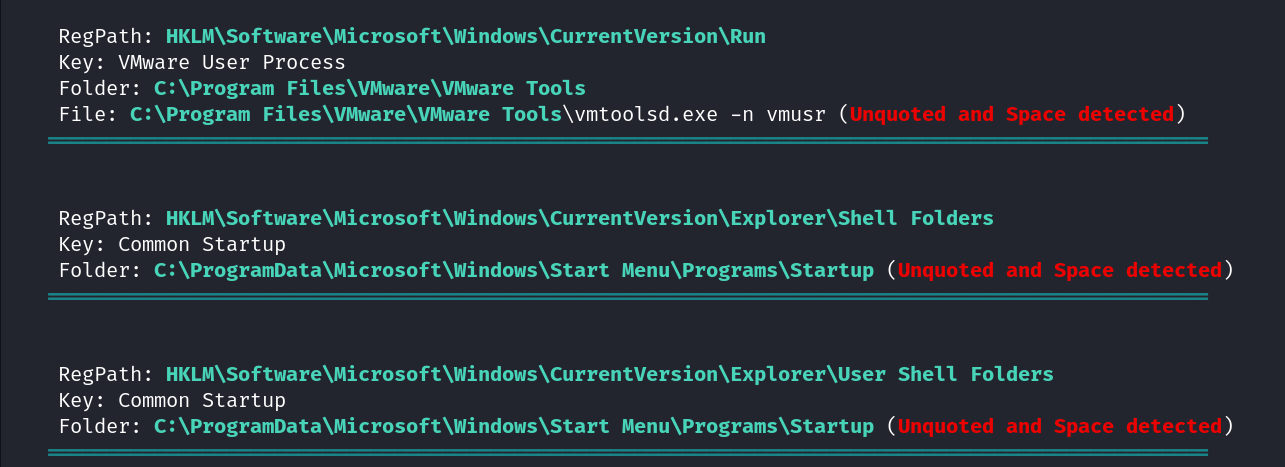 RegPath: HKLM\Software\Microsoft\Windows\CurrentVersion\Run
Key: VMware User Process
Folder: C:\Program Files\VMware\VMware Tools
File: C:\Program Files\VMware\VMware Tools\vmtoolsd.exe -n vmusr (Unquoted and Space detected)
RegPath: HKLM\Software\Microsoft\Windows\CurrentVersion\Explorer\Shell Folders
Key: Common Startup
Folder: C:\ProgramData\Microsoft\Windows\Start Menu\Programs\Startup (Unquoted and Space detected)
RegPath: HKLM\Software\Microsoft\Windows\CurrentVersion\Explorer\User Shell Folders
Key: Common Startup
Folder: C:\ProgramData\Microsoft\Windows\Start Menu\Programs\Startup (Unquoted and Space detected)